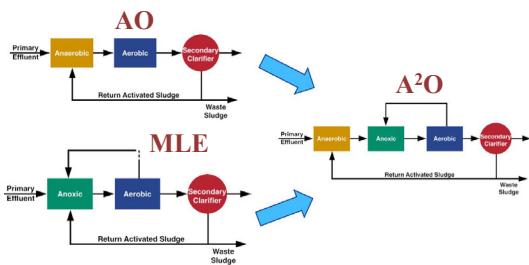 AO
Primary
Effluent
Anaerobic
Aerobic
Secondary
Clarifier
Return Activated Sludge
Waste
Sludge
MLE
Primary
Effluent
Anoxic
Aerobic
Secondary
Clarifier
Return Activated Sludge
Waste
Sludge
A²O
Primary
Effluent
Anaerobic
Anoxic
Aerobic
Secondary
Clarifier
Return Activated Sludge
Waste
Sludge